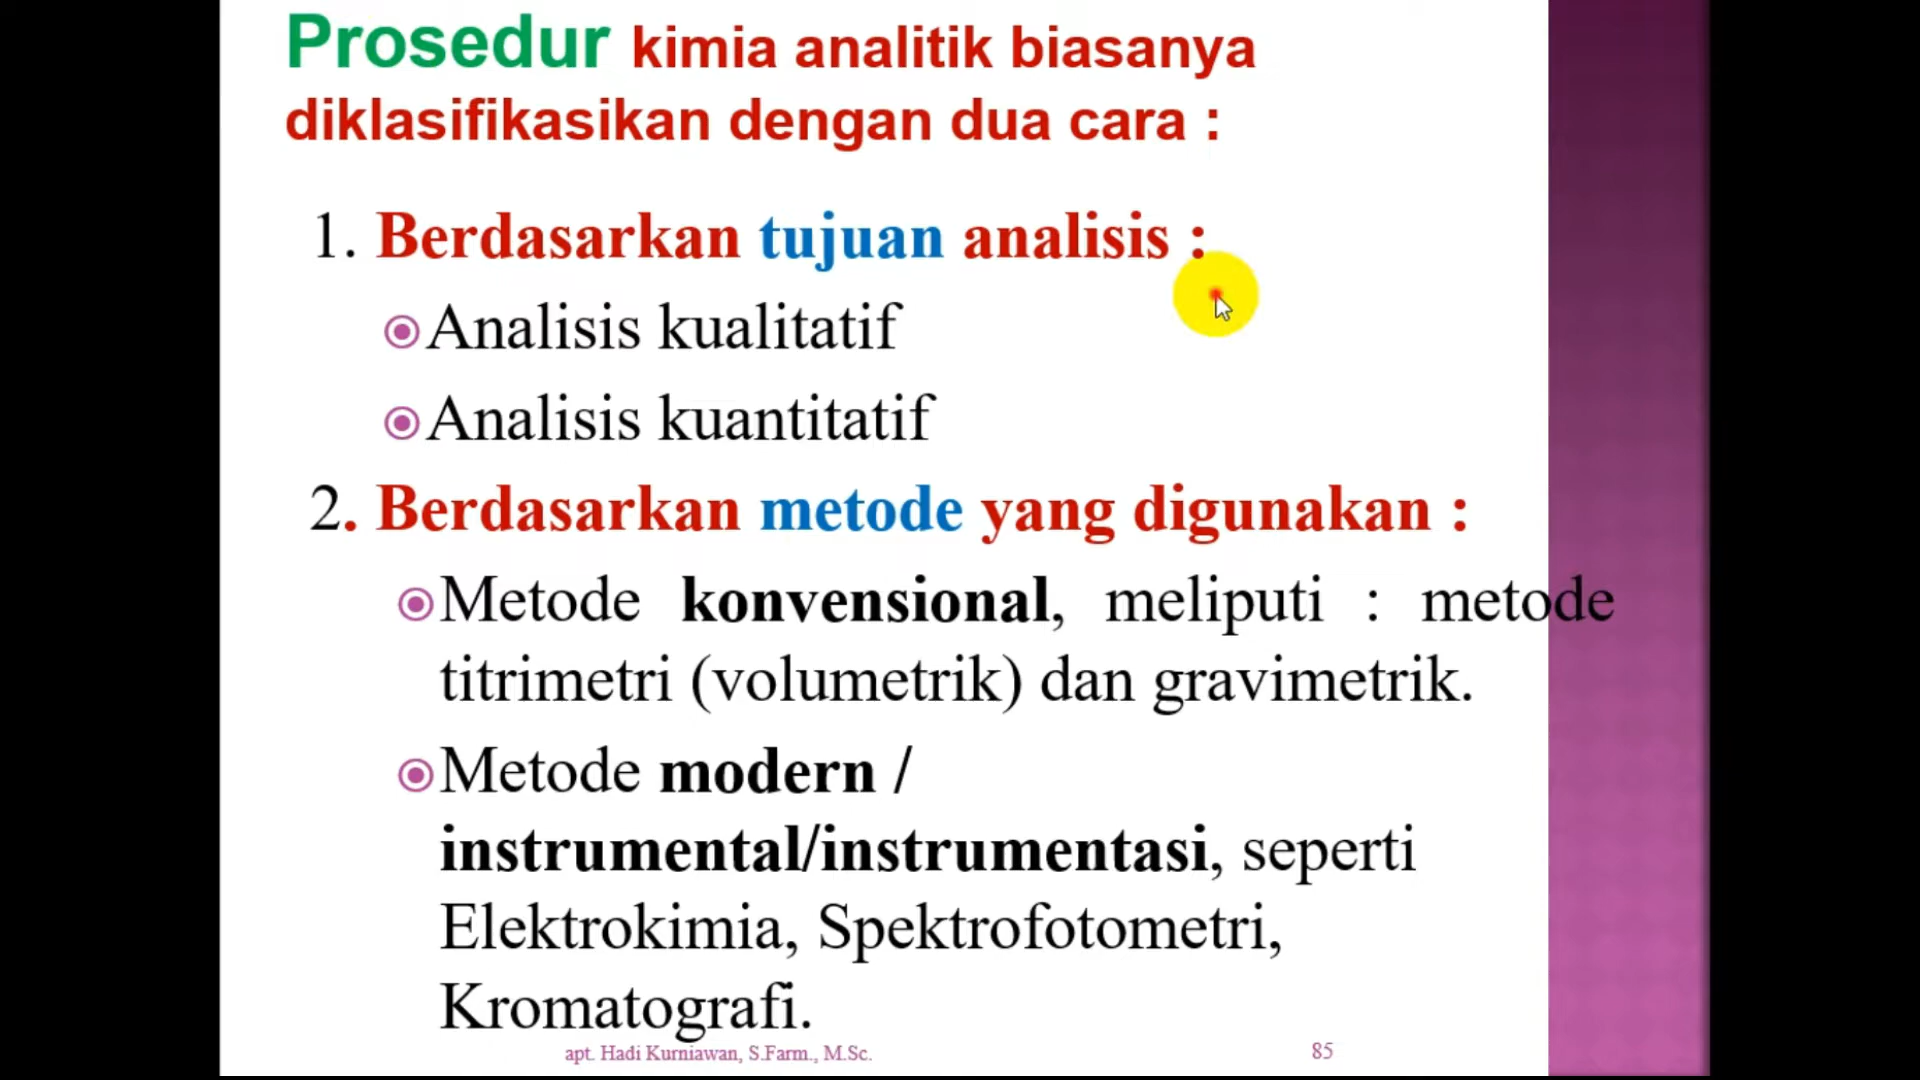 Prosedur kimia analitik biasanya
diklasifikasikan dengan dua cara :
1. Berdasarkan tujuan analisis :
Analisis kualitatif
Analisis kuantitatif
2. Berdasarkan metode yang digunakan :
Metode konvensional, meliputi : metode
titrimetri (volumetrik) dan gravimetrik.
Metode modern /
instrumental/instrumentasi, seperti
Elektrokimia, Spektrofotometri,
Kromatografi.
apt. Hadi Kurniawan, S.Farm., M.Sc. 85